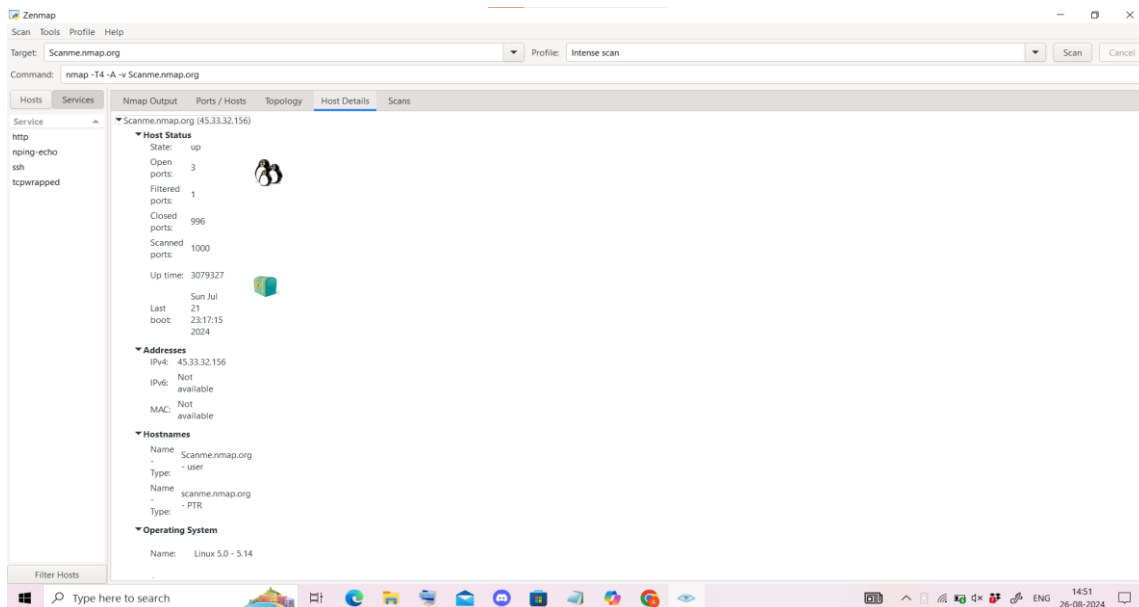 Zenmap
Scan Tools Profile Help
Target: Scanme.nmap.org Profile: Intense scan Scan Cancel
Command: nmap -T4 -A -v Scanme.nmap.org
Hosts Services
Service
http
nping-echo
ssh
tcpwrapped
Filter Hosts
Nmap Output Ports / Hosts Topology Host Details Scans
Scanme.nmap.org (45.33.32.156)
Host Status
State: up
Open
ports: 3
Filtered
ports: 1
Closed
ports: 996
Scanned
ports: 1000
Up time: 3079327
Last
boot:
Sun Jul
21
23:17:15
2024
Addresses
IPv4: 45.33.32.156
IPv6: Not
available
MAC: Not
available
Hostnames
Name
-
Type:
Scanme.nmap.org
- user
Name
-
Type:
scanme.nmap.org
- PTR
Operating System
Name: Linux 5.0 - 5.14
Type here to search
ENG
14:51
26-08-2024